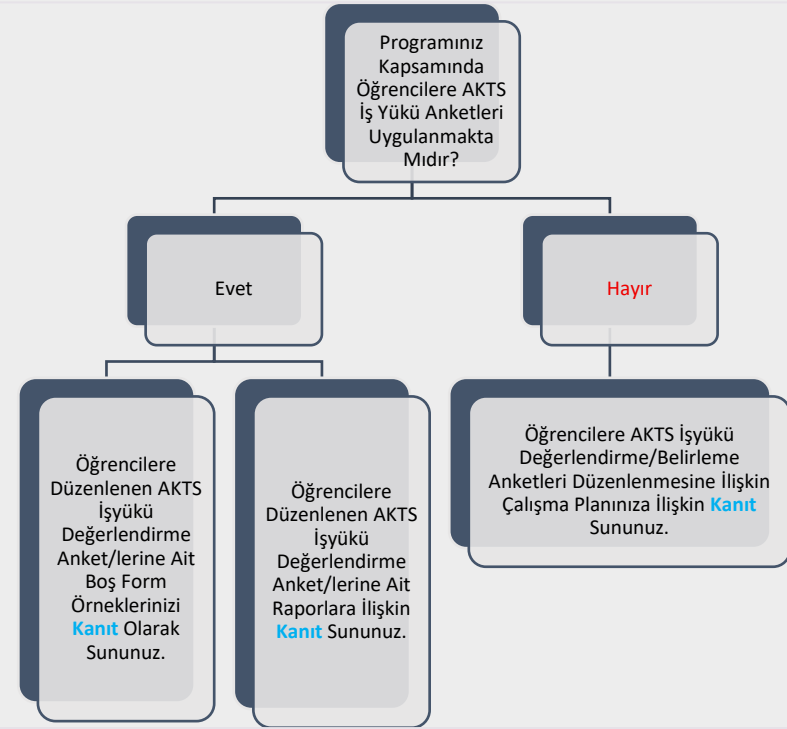 Programınız
Kapsamında
Öğrencilere AKTS
İş Yükü Anketleri
Uygulanmakta
Mıdır?
Evet
Hayır
Öğrencilere
Düzenlenen AKTS
İşyükü
Değerlendirme
Anket/lerine Ait
Boş Form
Örneklerinizi
Kanıt Olarak
Sununuz.
Öğrencilere
Düzenlenen AKTS
İşyükü
Değerlendirme
Anket/lerine Ait
Raporlara İlişkin
Kanıt Sununuz.
Öğrencilere AKTS İşyükü
Değerlendirme/Belirleme
Anketleri Düzenlenmesine İlişkin
Çalışma Planınıza İlişkin Kanıt
Sununuz.